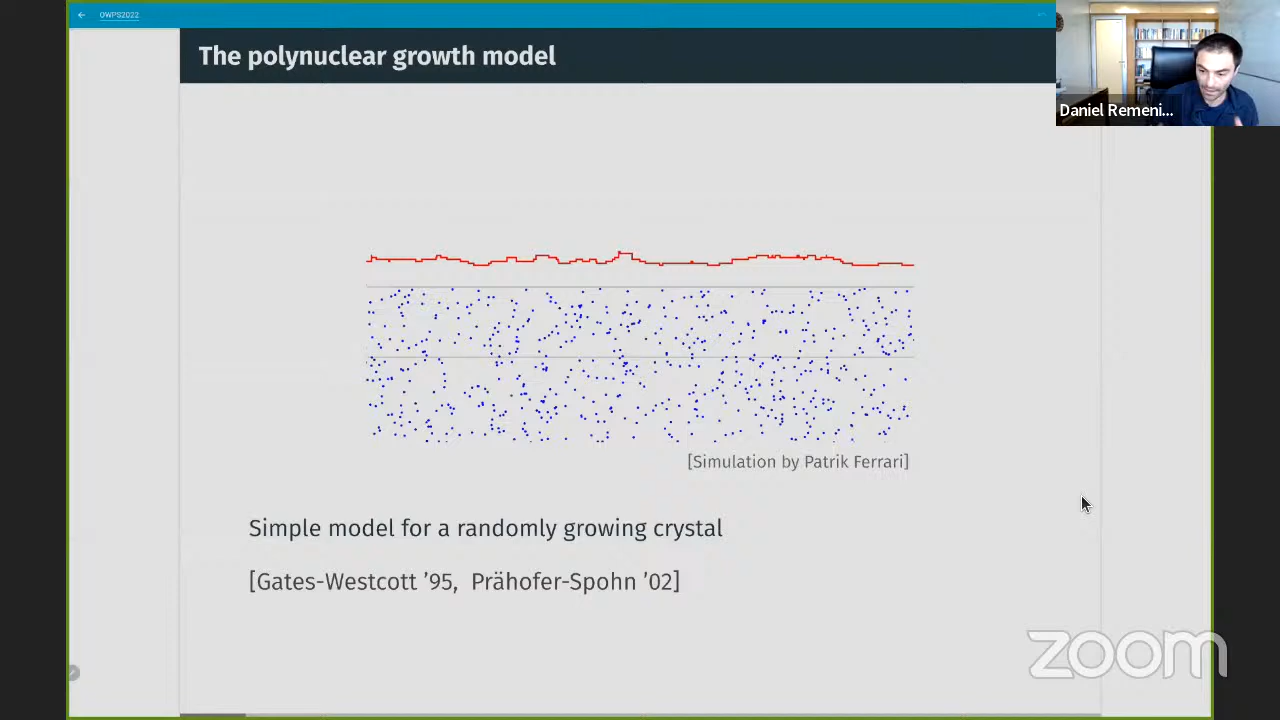 OWPS2022
The polynuclear growth model
Daniel Remeni...
[Simulation by Patrik Ferrari]
Simple model for a randomly growing crystal
[Gates-Westcott ’95, Prähofer-Spohn ’02]
zoom